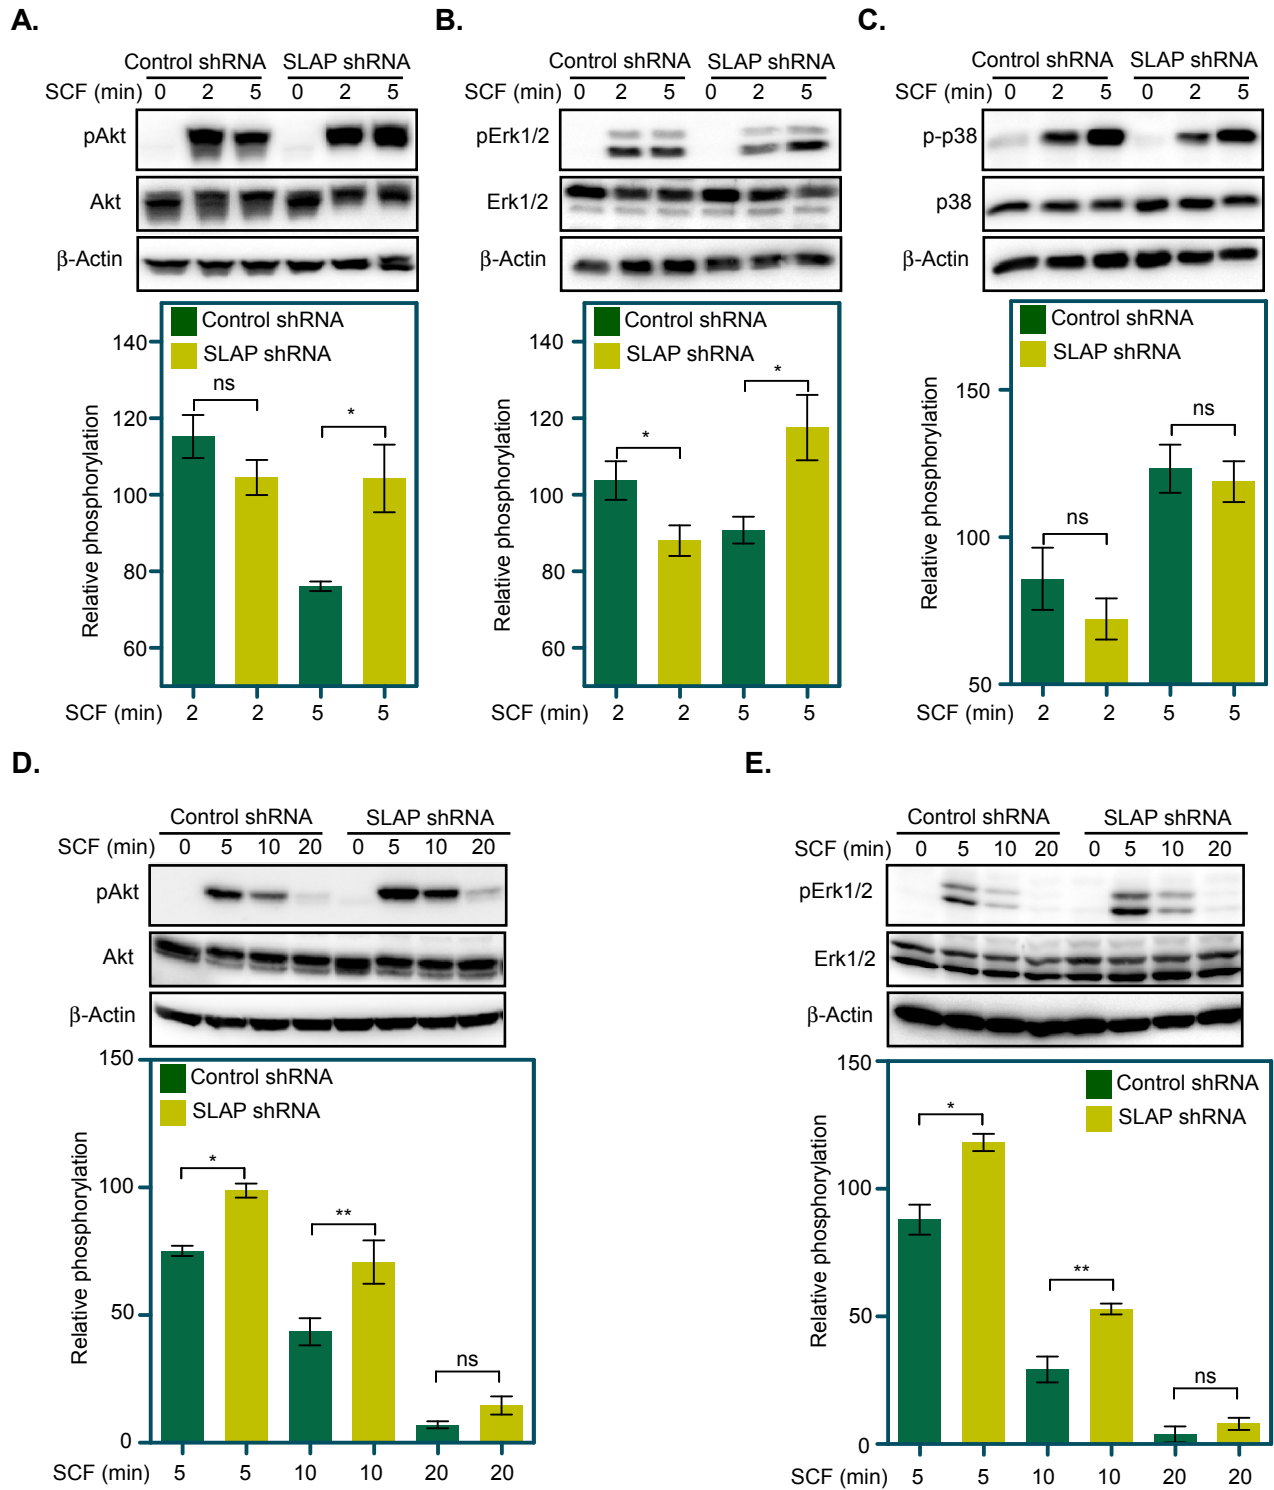 A.
Control shRNA SLAP shRNA
SCF (min) 0 2 5 0 2 5
pAkt
Akt
β-Actin
Control shRNA
SLAP shRNA
140
120
100
80
60
Relative phosphorylation
ns
*
SCF (min) 2 2 5 5
B.
Control shRNA SLAP shRNA
SCF (min) 0 2 5 0 2 5
pErk1/2
Erk1/2
β-Actin
Control shRNA
SLAP shRNA
140
120
100
80
60
Relative phosphorylation
*
*
SCF (min) 2 2 5 5
C.
Control shRNA SLAP shRNA
SCF (min) 0 2 5 0 2 5
p-p38
p38
β-Actin
Control shRNA
SLAP shRNA
150
100
50
Relative phosphorylation
ns
ns
SCF (min) 2 2 5 5
D.
Control shRNA SLAP shRNA
SCF (min) 0 5 10 20 0 5 10 20
pAkt
Akt
β-Actin
Control shRNA
SLAP shRNA
150
100
50
0
Relative phosphorylation
*
**
ns
SCF (min) 5 5 10 10 20 20
E.
Control shRNA SLAP shRNA
SCF (min) 0 5 10 20 0 5 10 20
pErk1/2
Erk1/2
β-Actin
Control shRNA
SLAP shRNA
150
100
50
0
Relative phosphorylation
*
**
ns
SCF (min) 5 5 10 10 20 20